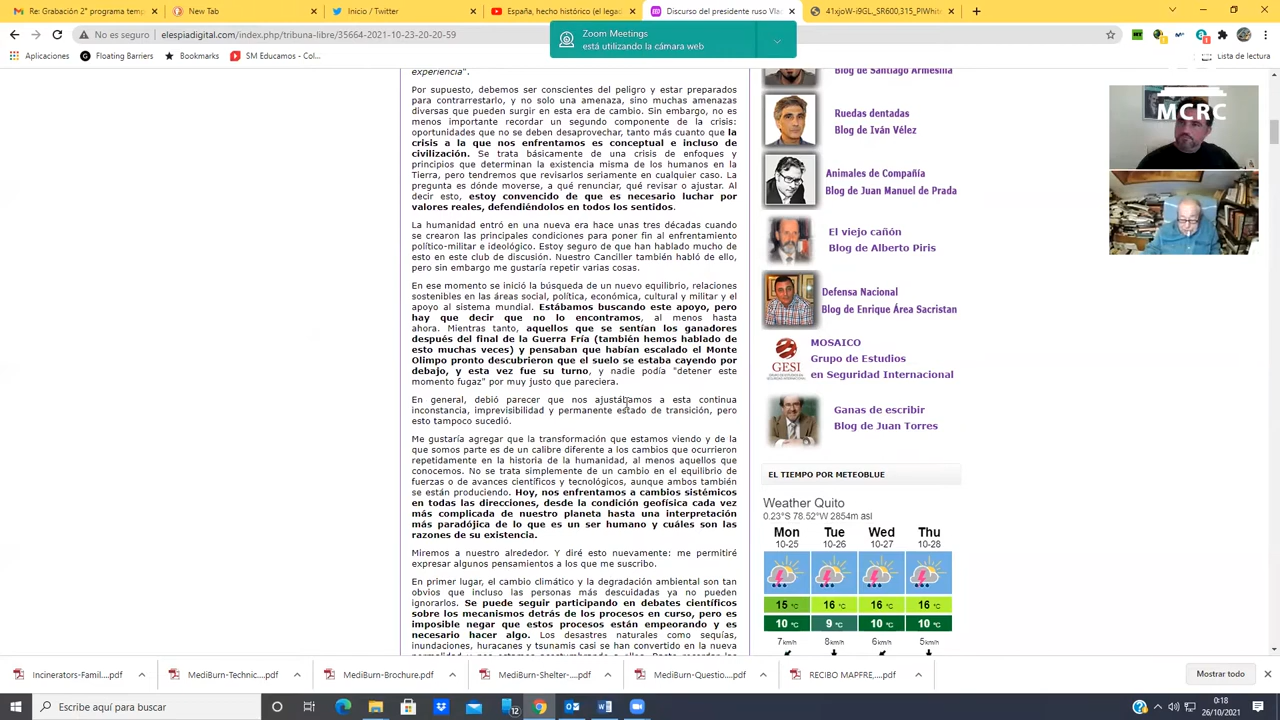 Re Grabación 2º programa temp
New Tab
Inicio / Twitter
España, hecho histórico (el legad
Discurso del presidente ruso Vlad
41xjoW-i9GL_SR600,315_PIWhite
Zoom Meetings
está utilizando la cámara web
No es seguro
elespiadigital.com/index.php/tribuna-libre/35664-2021-10-23-20-20-59
Aplicaciones
Floating Barriers
Bookmarks
SM Educamos - Col...
Lista de lectura
experiencia".
Por supuesto, debemos ser conscientes del peligro y estar preparados
para contrarrestarlo, y no solo una amenaza, sino muchas amenazas
diversas que pueden surgir en esta era de cambio. Sin embargo, no es
menos importante recordar un segundo componente de la crisis:
oportunidades que no se deben desaprovechar, tanto más cuanto que la
crisis a la que nos enfrentamos es conceptual e incluso de
civilización. Se trata básicamente de una crisis de enfoques y
principios que determinan la existencia misma de los humanos en la
Tierra, pero tendremos que revisarlos seriamente en cualquier caso. La
pregunta es dónde moverse, a qué renunciar, qué revisar o ajustar. Al
decir esto, estoy convencido de que es necesario luchar por
valores reales, defendiéndolos en todos los sentidos.
La humanidad entró en una nueva era hace unas tres décadas cuando
se crearon las principales condiciones para poner fin al enfrentamiento
político-militar e ideológico. Estoy seguro de que han hablado mucho de
esto en este club de discusión. Nuestro Canciller también habló de ello,
pero sin embargo me gustaría repetir varias cosas.
En ese momento se inició la búsqueda de un nuevo equilibrio, relaciones
sostenibles en las áreas social, política, económica, cultural y militar y el
apoyo al sistema mundial. Estábamos buscando este apoyo, pero
hay que decir que no lo encontramos, al menos hasta
ahora. Mientras tanto, aquellos que se sentían los ganadores
después del final de la Guerra Fría (también hemos hablado de
esto muchas veces) y pensaban que habían escalado el Monte
Olimpo pronto descubrieron que el suelo se estaba cayendo por
debajo, y esta vez fue su turno, y nadie podía "detener este
momento fugaz" por muy justo que pareciera.
En general, debió parecer que nos ajustábamos a esta continua
inconstancia, imprevisibilidad y permanente estado de transición, pero
esto tampoco sucedió.
Me gustaría agregar que la transformación que estamos viendo y de la
que somos parte es de un calibre diferente a los cambios que ocurrieron
repetidamente en la historia de la humanidad, al menos aquellos que
conocemos. No se trata simplemente de un cambio en el equilibrio de
fuerzas o de avances científicos y tecnológicos, aunque ambos también
se están produciendo. Hoy, nos enfrentamos a cambios sistémicos
en todas las direcciones, desde la condición geofísica cada vez
más complicada de nuestro planeta hasta una interpretación
más paradójica de lo que es un ser humano y cuáles son las
razones de su existencia.
Miremos a nuestro alrededor. Y diré esto nuevamente: me permitiré
expresar algunos pensamientos a los que me suscribo.
En primer lugar, el cambio climático y la degradación ambiental son tan
obvios que incluso las personas más descuidadas ya no pueden
ignorarlos. Se puede seguir participando en debates científicos
sobre los mecanismos detrás de los procesos en curso, pero es
imposible negar que estos procesos están empeorando y es
necesario hacer algo. Los desastres naturales como sequías,
inundaciones, huracanes y tsunamis casi se han convertido en la nueva
Blog de Santiago Armesilla
Ruedas dentadas
Blog de Iván Vélez
Animales de Compañía
Blog de Juan Manuel de Prada
El viejo cañón
Blog de Alberto Piris
Defensa Nacional
Blog de Enrique Área Sacristan
GESI
MOSAICO
Grupo de Estudios
en Seguridad Internacional
Ganas de escribir
Blog de Juan Torres
EL TIEMPO POR METEOBLUE
Weather Quito
0.23°S 78.52°W 2854m asl
Mon Tue Wed Thu
10-25 10-26 10-27 10-28
15 °C 16 °C 16 °C 16 °C
10 °C 9 °C 10 °C 10 °C
7km/h 8km/h 6km/h 5km/h
MCRC
Incinerators-Fami....pdf
MediBurn-Technic....pdf
MediBurn-Brochure.pdf
MediBurn-Shelter-....pdf
MediBurn-Questio....pdf
RECIBO MAPFRE,....pdf
Mostrar todo
Escribe aquí para buscar
12
0:18
26/10/2021